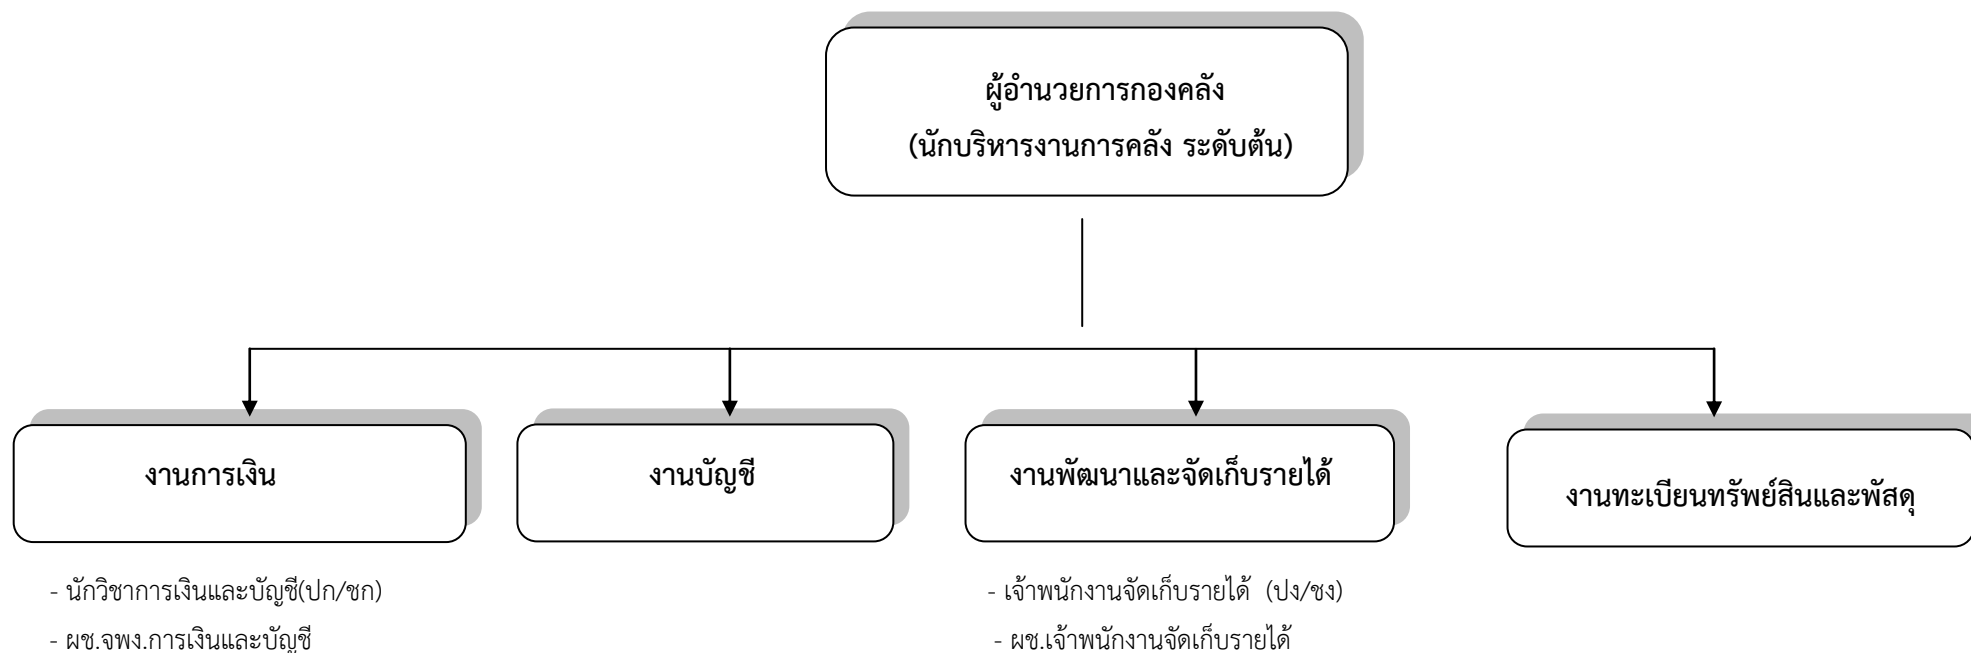 ผู้อำนวยการกองคลัง
(นักบริหารงานการคลัง ระดับต้น)
งานการเงิน
งานบัญชี
งานพัฒนาและจัดเก็บรายได้
งานทะเบียนทรัพย์สินและพัสดุ
- นักวิชาการเงินและบัญชี(ปก/ชก)
- ผช.จพง.การเงินและบัญชี
- เจ้าพนักงานจัดเก็บรายได้ (ปง/ชง)
- ผช.เจ้าพนักงานจัดเก็บรายได้